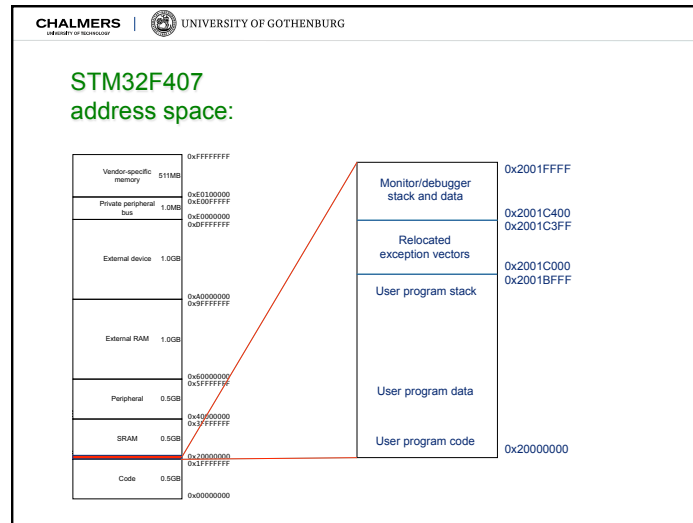 CHALMERS
UNIVERSITY OF TECHNOLOGY
UNIVERSITY OF GOTHENBURG
STM32F407
address space:
0xFFFFFFFF
Vendor-specific
memory
511MB
0xE0100000
0xE00FFFFF
Private peripheral
bus
1.0MB
0xE0000000
0xDFFFFFFF
External device 1.0GB
0xA0000000
0x9FFFFFFF
External RAM 1.0GB
0x60000000
0x5FFFFFFF
Peripheral 0.5GB
0x40000000
0x3FFFFFFF
SRAM 0.5GB
0x20000000
0x1FFFFFFF
Code 0.5GB
0x00000000
0x2001FFFF
Monitor/debugger
stack and data
0x2001C400
0x2001C3FF
Relocated
exception vectors
0x2001C000
0x2001BFFF
User program stack
User program data
User program code
0x20000000